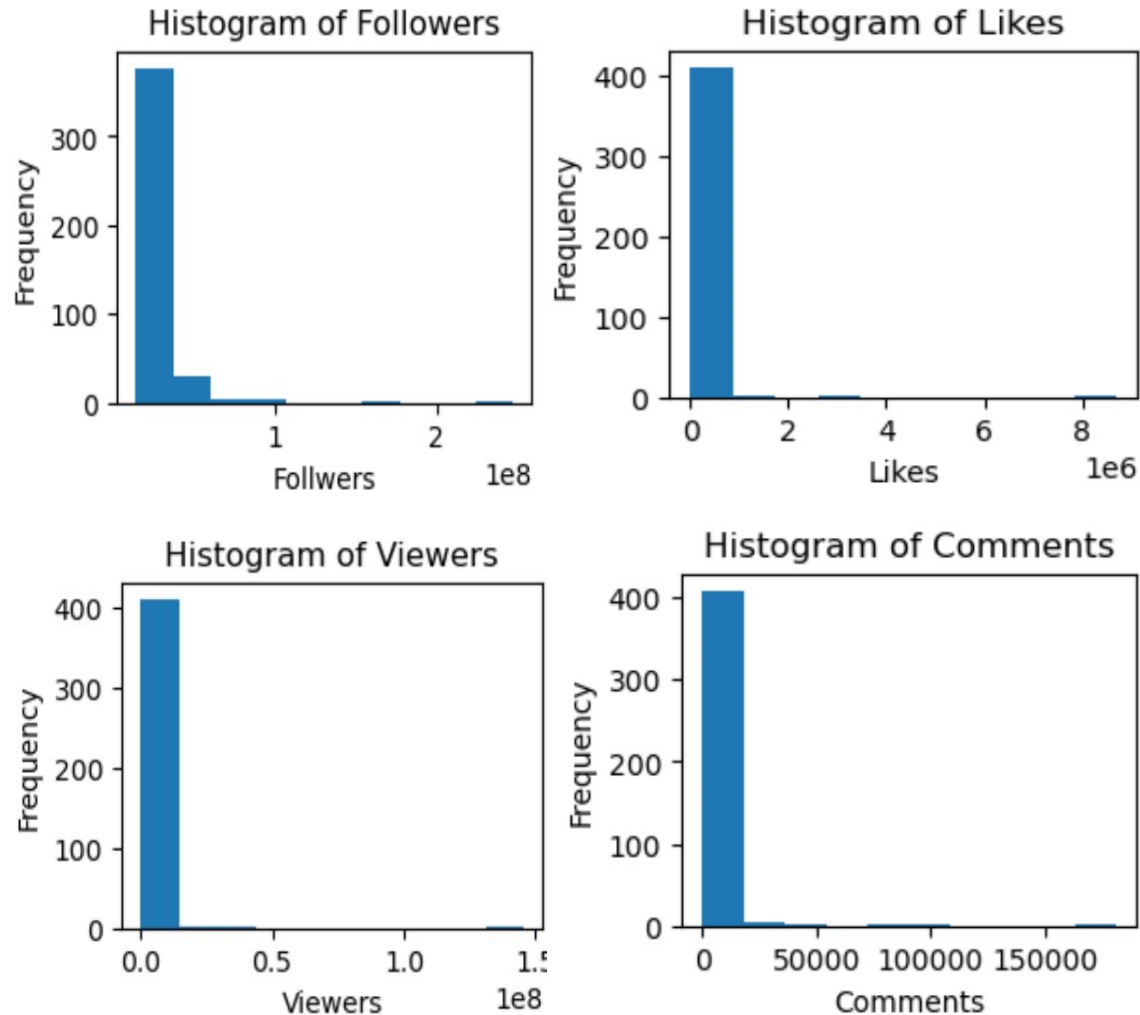 Histogram of Followers
Frequency
300
200
100
0
1
2
1e8
Follwers
Histogram of Likes
Frequency
400
300
200
100
0
0
2
4
6
8
1e6
Likes
Histogram of Viewers
Frequency
400
300
200
100
0
0.0
0.5
1.0
1e8
Viewers
Histogram of Comments
Frequency
400
300
200
100
0
0
50000
100000
150000
Comments